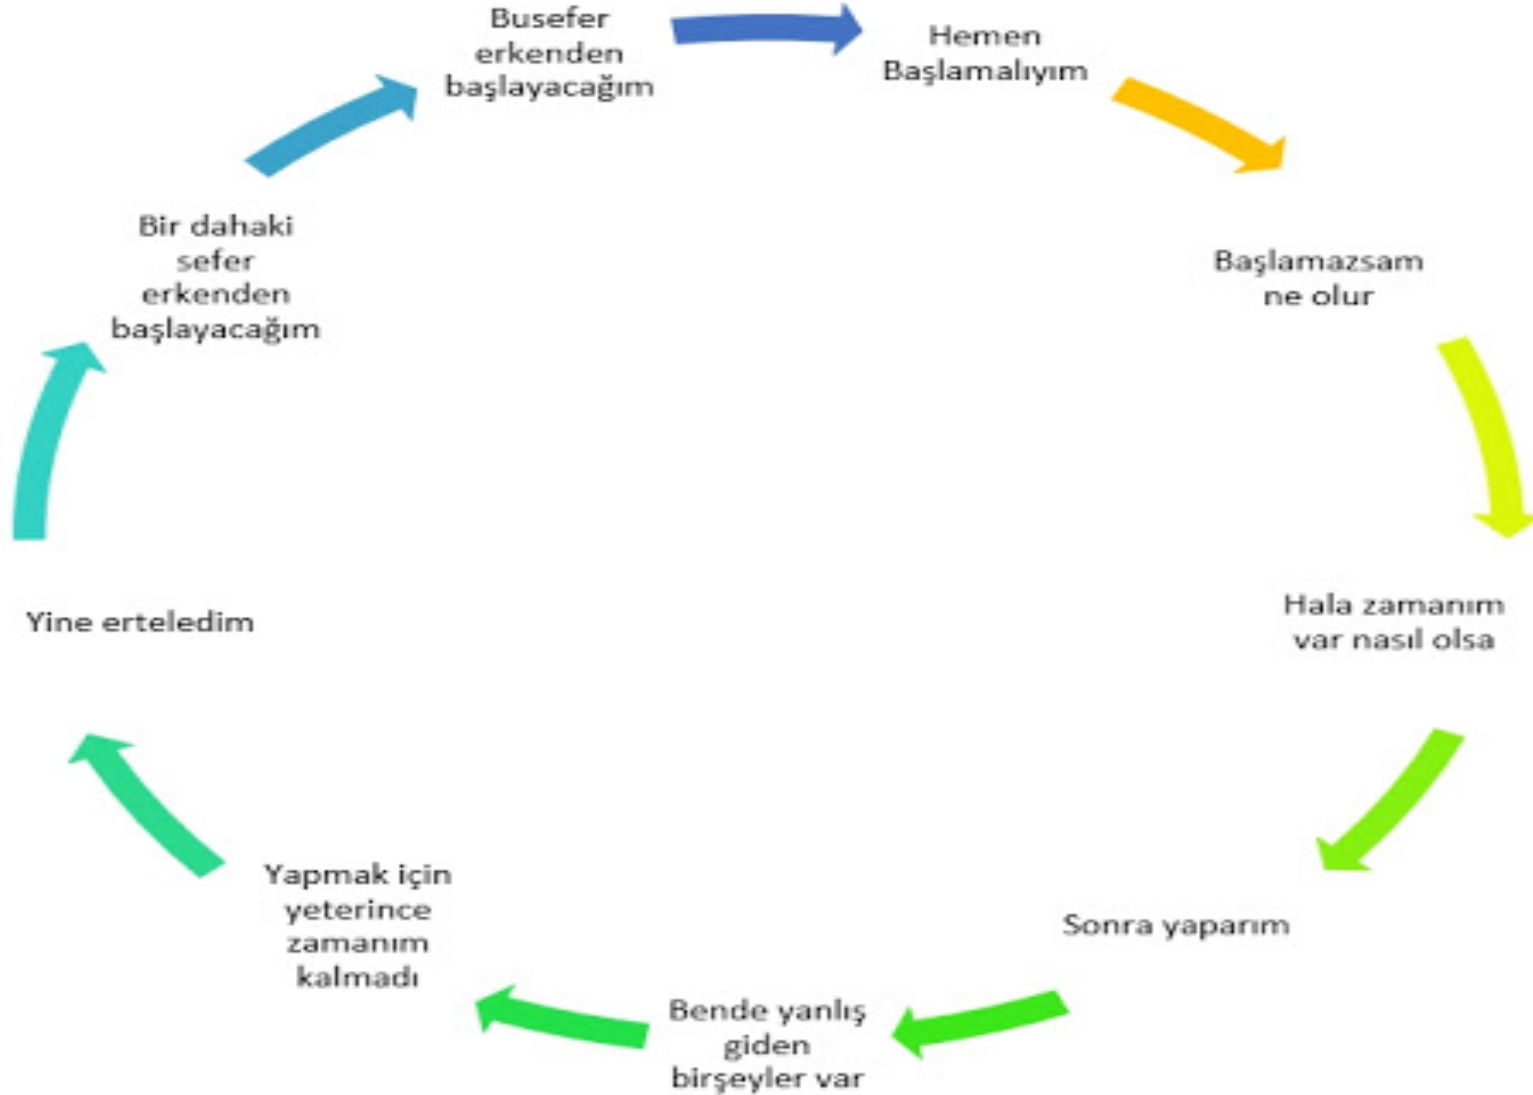 Busefer
erkenden
başlayacağım
Hemen
Başlamalıyım
Başlamazsam
ne olur
Hala zamanım
var nasıl olsa
Sonra yaparım
Bende yanlış
giden
birşeyler var
Yapmak için
yeterince
zamanım
kalmadı
Yine erteledim
Bir dahaki
sefer
erkenden
başlayacağım